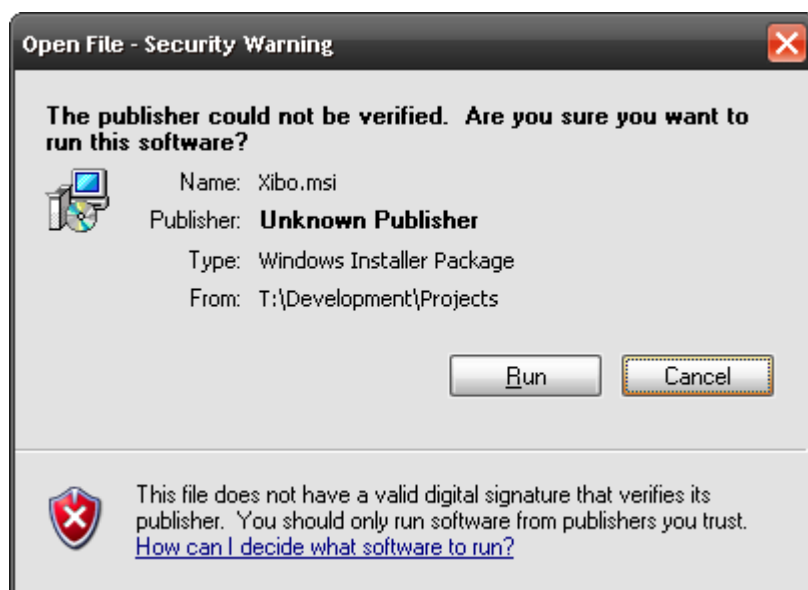 Open File - Security Warning
The publisher could not be verified. Are you sure you want to
run this software?
Name: Xibo.msi
Publisher: Unknown Publisher
Type: Windows Installer Package
From: T:\Development\Projects
Run Cancel
This file does not have a valid digital signature that verifies its
publisher. You should only run software from publishers you trust.
How can I decide what software to run?